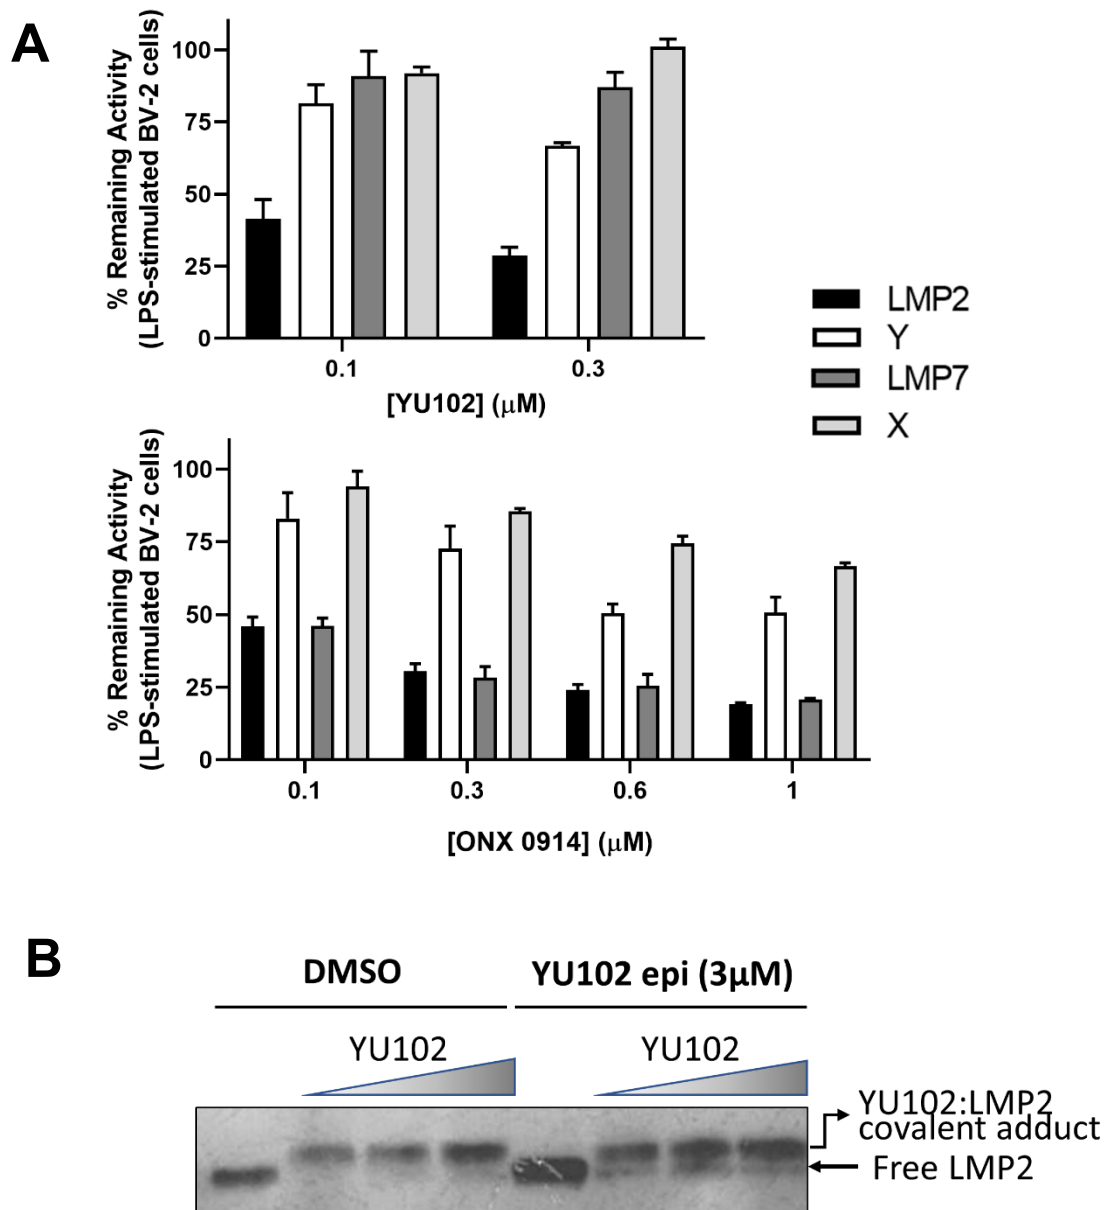 A
% Remaining Activity
(LPS-stimulated BV-2 cells)
100
75
50
25
0
0.1
0.3
[YU102] (μM)
LMP2
Y
LMP7
X
% Remaining Activity
(LPS-stimulated BV-2 cells)
100
75
50
25
0
0.1
0.3
0.6
1
[ONX 0914] (μM)
B
DMSO
YU102 epi (3μM)
YU102
YU102
YU102:LMP2
covalent adduct
Free LMP2